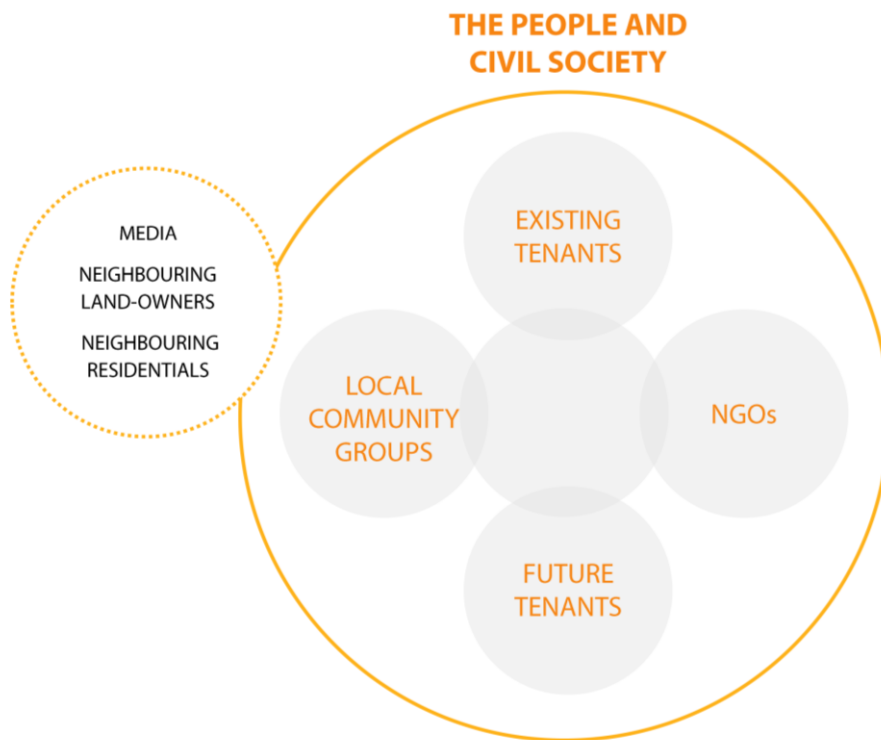 THE PEOPLE AND
CIVIL SOCIETY
MEDIA
NEIGHBOURING
LAND-OWNERS
NEIGHBOURING
RESIDENTIALS
EXISTING
TENANTS
LOCAL
COMMUNITY
GROUPS
NGOs
FUTURE
TENANTS